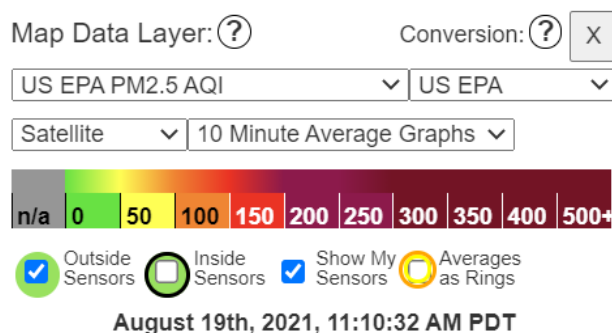 Map Data Layer: ? Conversion: ? X
US EPA PM2.5 AQI US EPA
Satellite 10 Minute Average Graphs
n/a 0 50 100 150 200 250 300 350 400 500+
Outside Sensors Inside Sensors Show My Sensors Averages as Rings
August 19th, 2021, 11:10:32 AM PDT